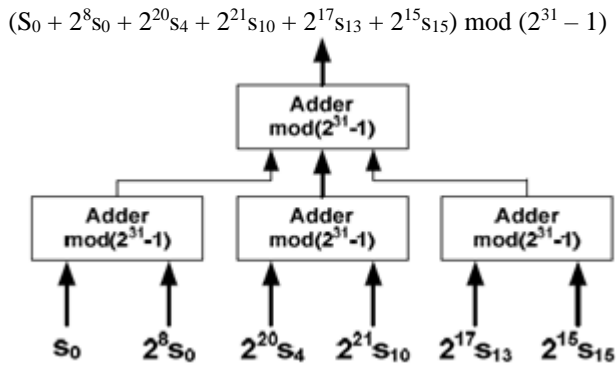 (S₀ + 2⁸s₀ + 2²⁰s₄ + 2²¹s₁₀ + 2¹⁷s₁₃ + 2¹⁵s₁₅) mod (2³¹ – 1)
Adder
mod(2³¹-1)
Adder
mod(2³¹-1)
Adder
mod(2³¹-1)
Adder
mod(2³¹-1)
s₀ 2⁸s₀ 2²⁰s₄ 2²¹s₁₀ 2¹⁷s₁₃ 2¹⁵s₁₅